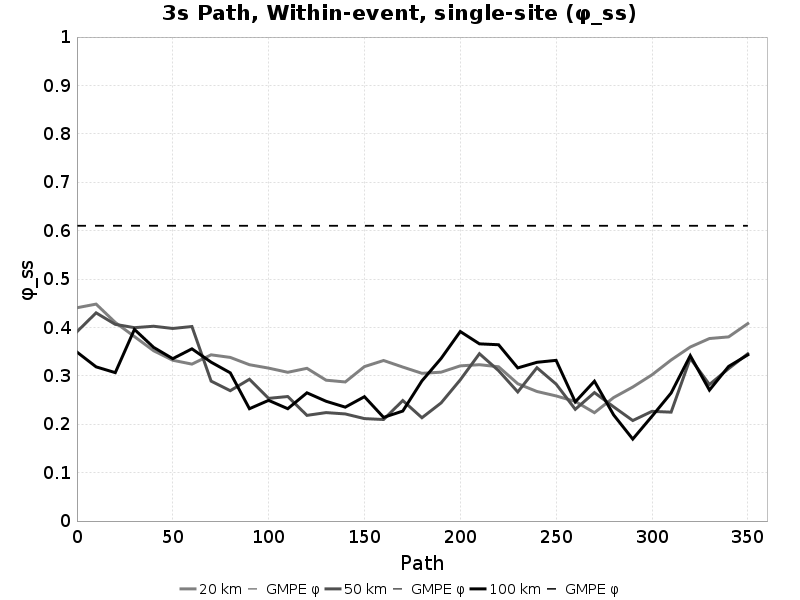 3s Path, Within-event, single-site (φ_ss)
1
0.9
0.8
0.7
0.6
0.5
0.4
0.3
0.2
0.1
0
φ_ss
0 50 100 150 200 250 300 350
Path
20 km GMPE φ 50 km GMPE φ 100 km GMPE φ